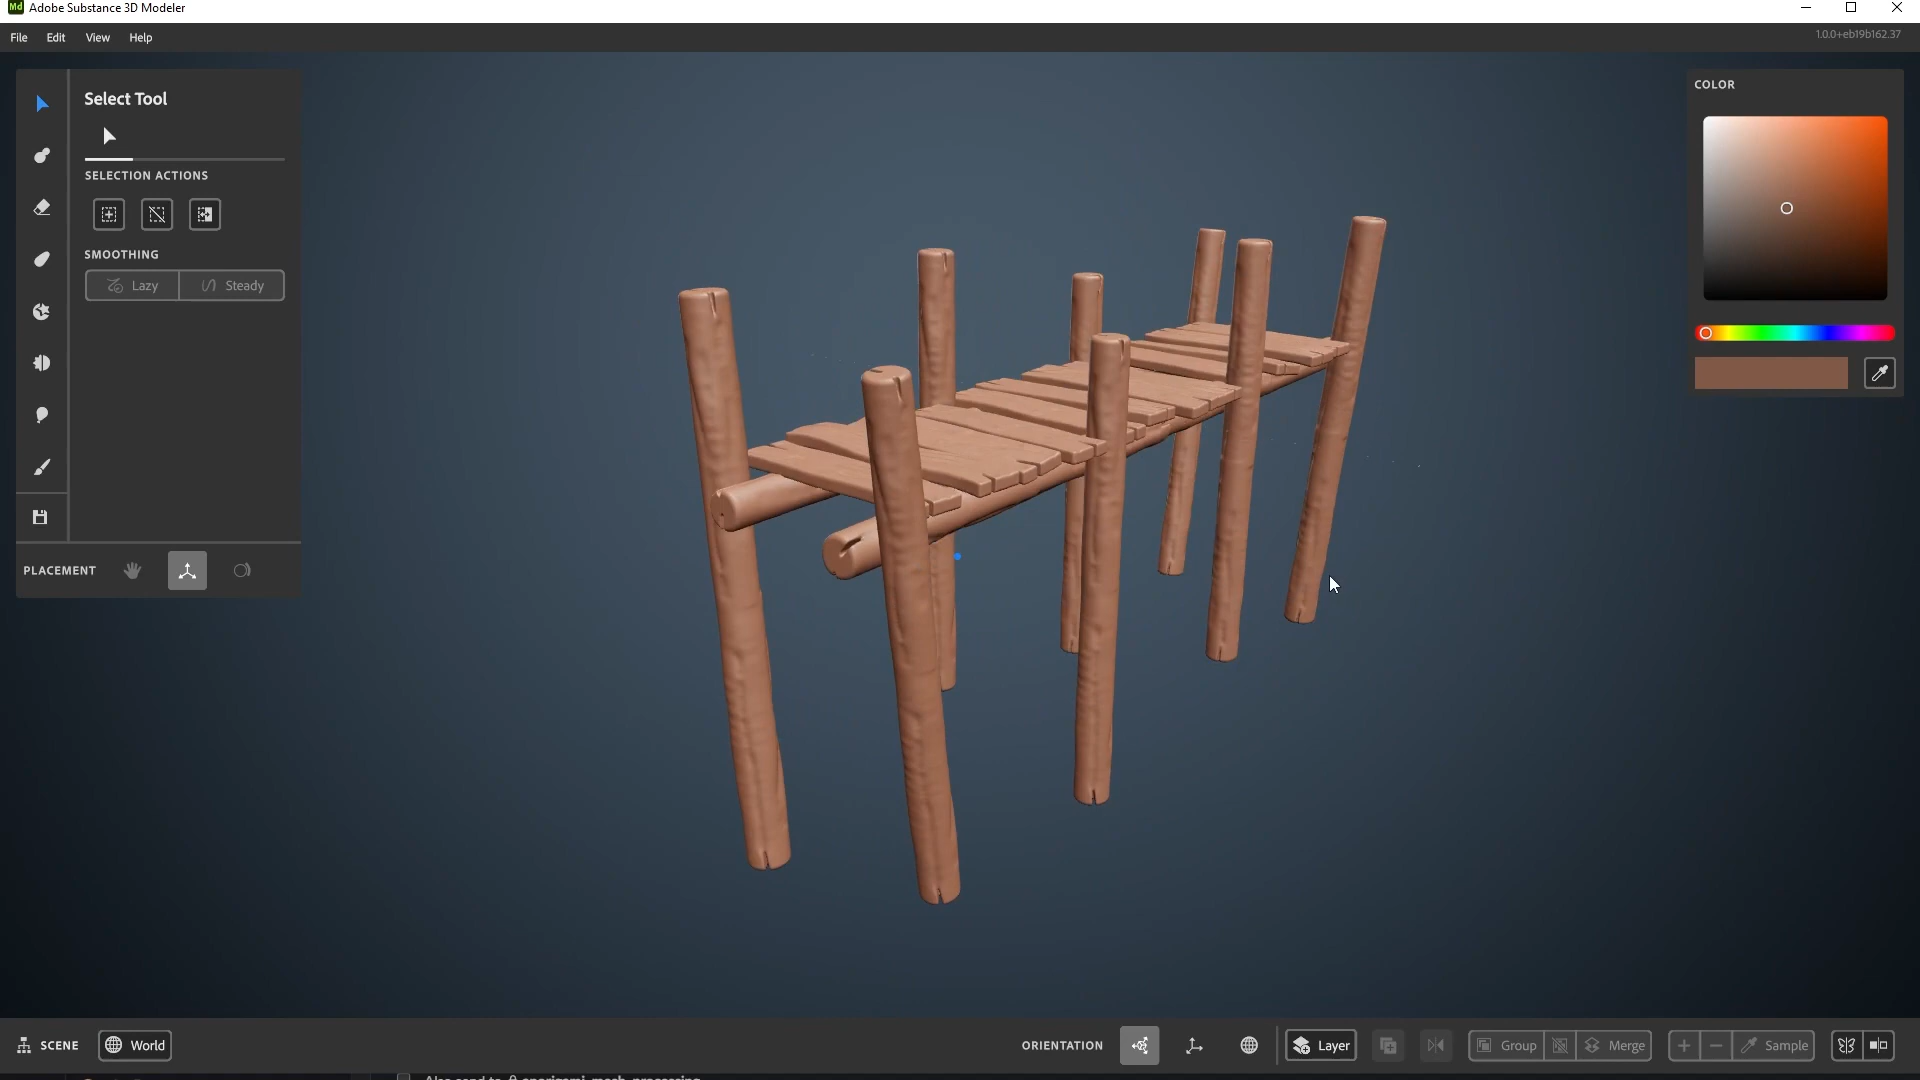 Md Adobe Substance 3D Modeler
File Edit View Help
1.0.0+eb19b162.37
Select Tool
SELECTION ACTIONS
SMOOTHING
Lazy Steady
PLACEMENT
COLOR
SCENE World
ORIENTATION Layer Group Merge Sample